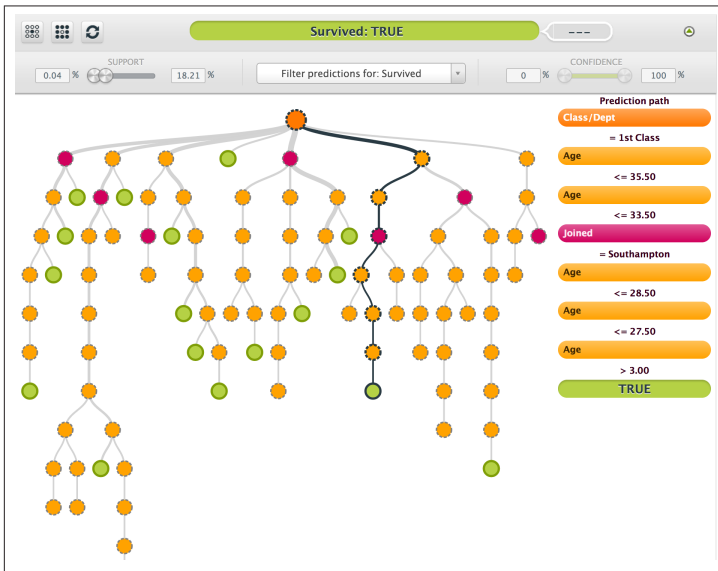 Survived: TRUE
---
SUPPORT
0.04 %
18.21 %
Filter predictions for: Survived
CONFIDENCE
0 %
100 %
Prediction path
Class/Dept
= 1st Class
Age
<= 35.50
Age
<= 33.50
Joined
= Southampton
Age
<= 28.50
Age
<= 27.50
Age
> 3.00
TRUE